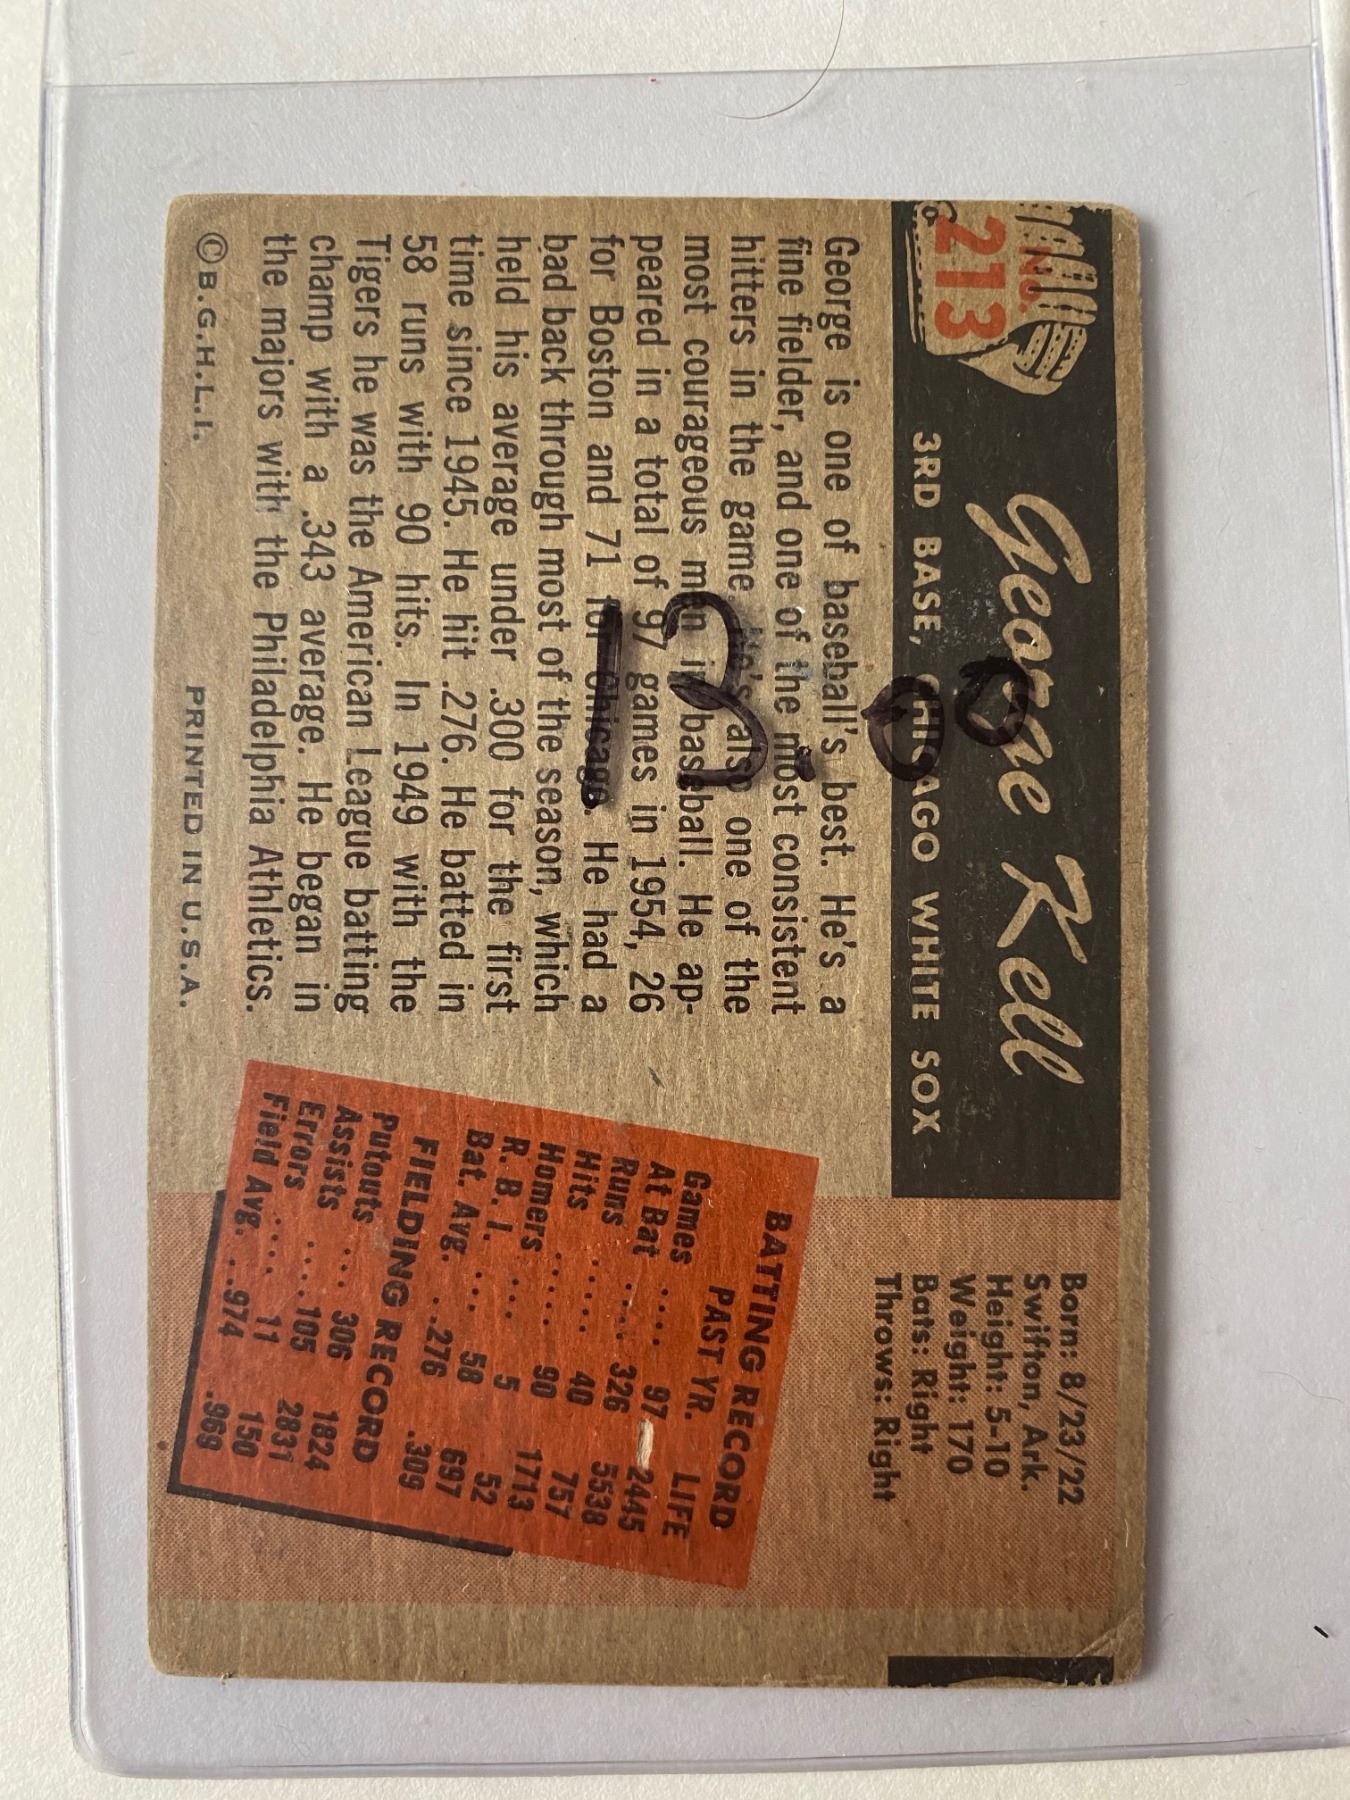 No.
213
George Kell
3RD BASE, CHICAGO WHITE SOX
Born: 8/23/22
Swifton, Ark.
Height: 5-10
Weight: 170
Bats: Right
Throws: Right
George is one of baseball's best. He's a
fine fielder, and one of the most consistent
hitters in the game. He's also one of the
most courageous men in baseball. He ap-
peared in a total of 97 games in 1954, 26
for Boston and 71 for Chicago. He had a
bad back through most of the season, which
held his average under .300 for the first
time since 1945. He hit .276. He batted in
58 runs with 90 hits. In 1949 with the
Tigers he was the American League batting
champ with a .343 average. He began in
the majors with the Philadelphia Athletics.
©B.G.H.L.I.
PRINTED IN U.S.A.
13.00
BATTING RECORD
PAST YR. LIFE
Games .... 97 2445
At Bat .... 326 5538
Runs ..... 40 757
Hits ..... 90 1713
Homers ... 5 52
R. B. I. ... 58 697
Bat. Avg. . .276 .309
FIELDING RECORD
Putouts ... 306 1824
Assists .... 105 2831
Errors .... 11 150
Field Avg. . .974 .969